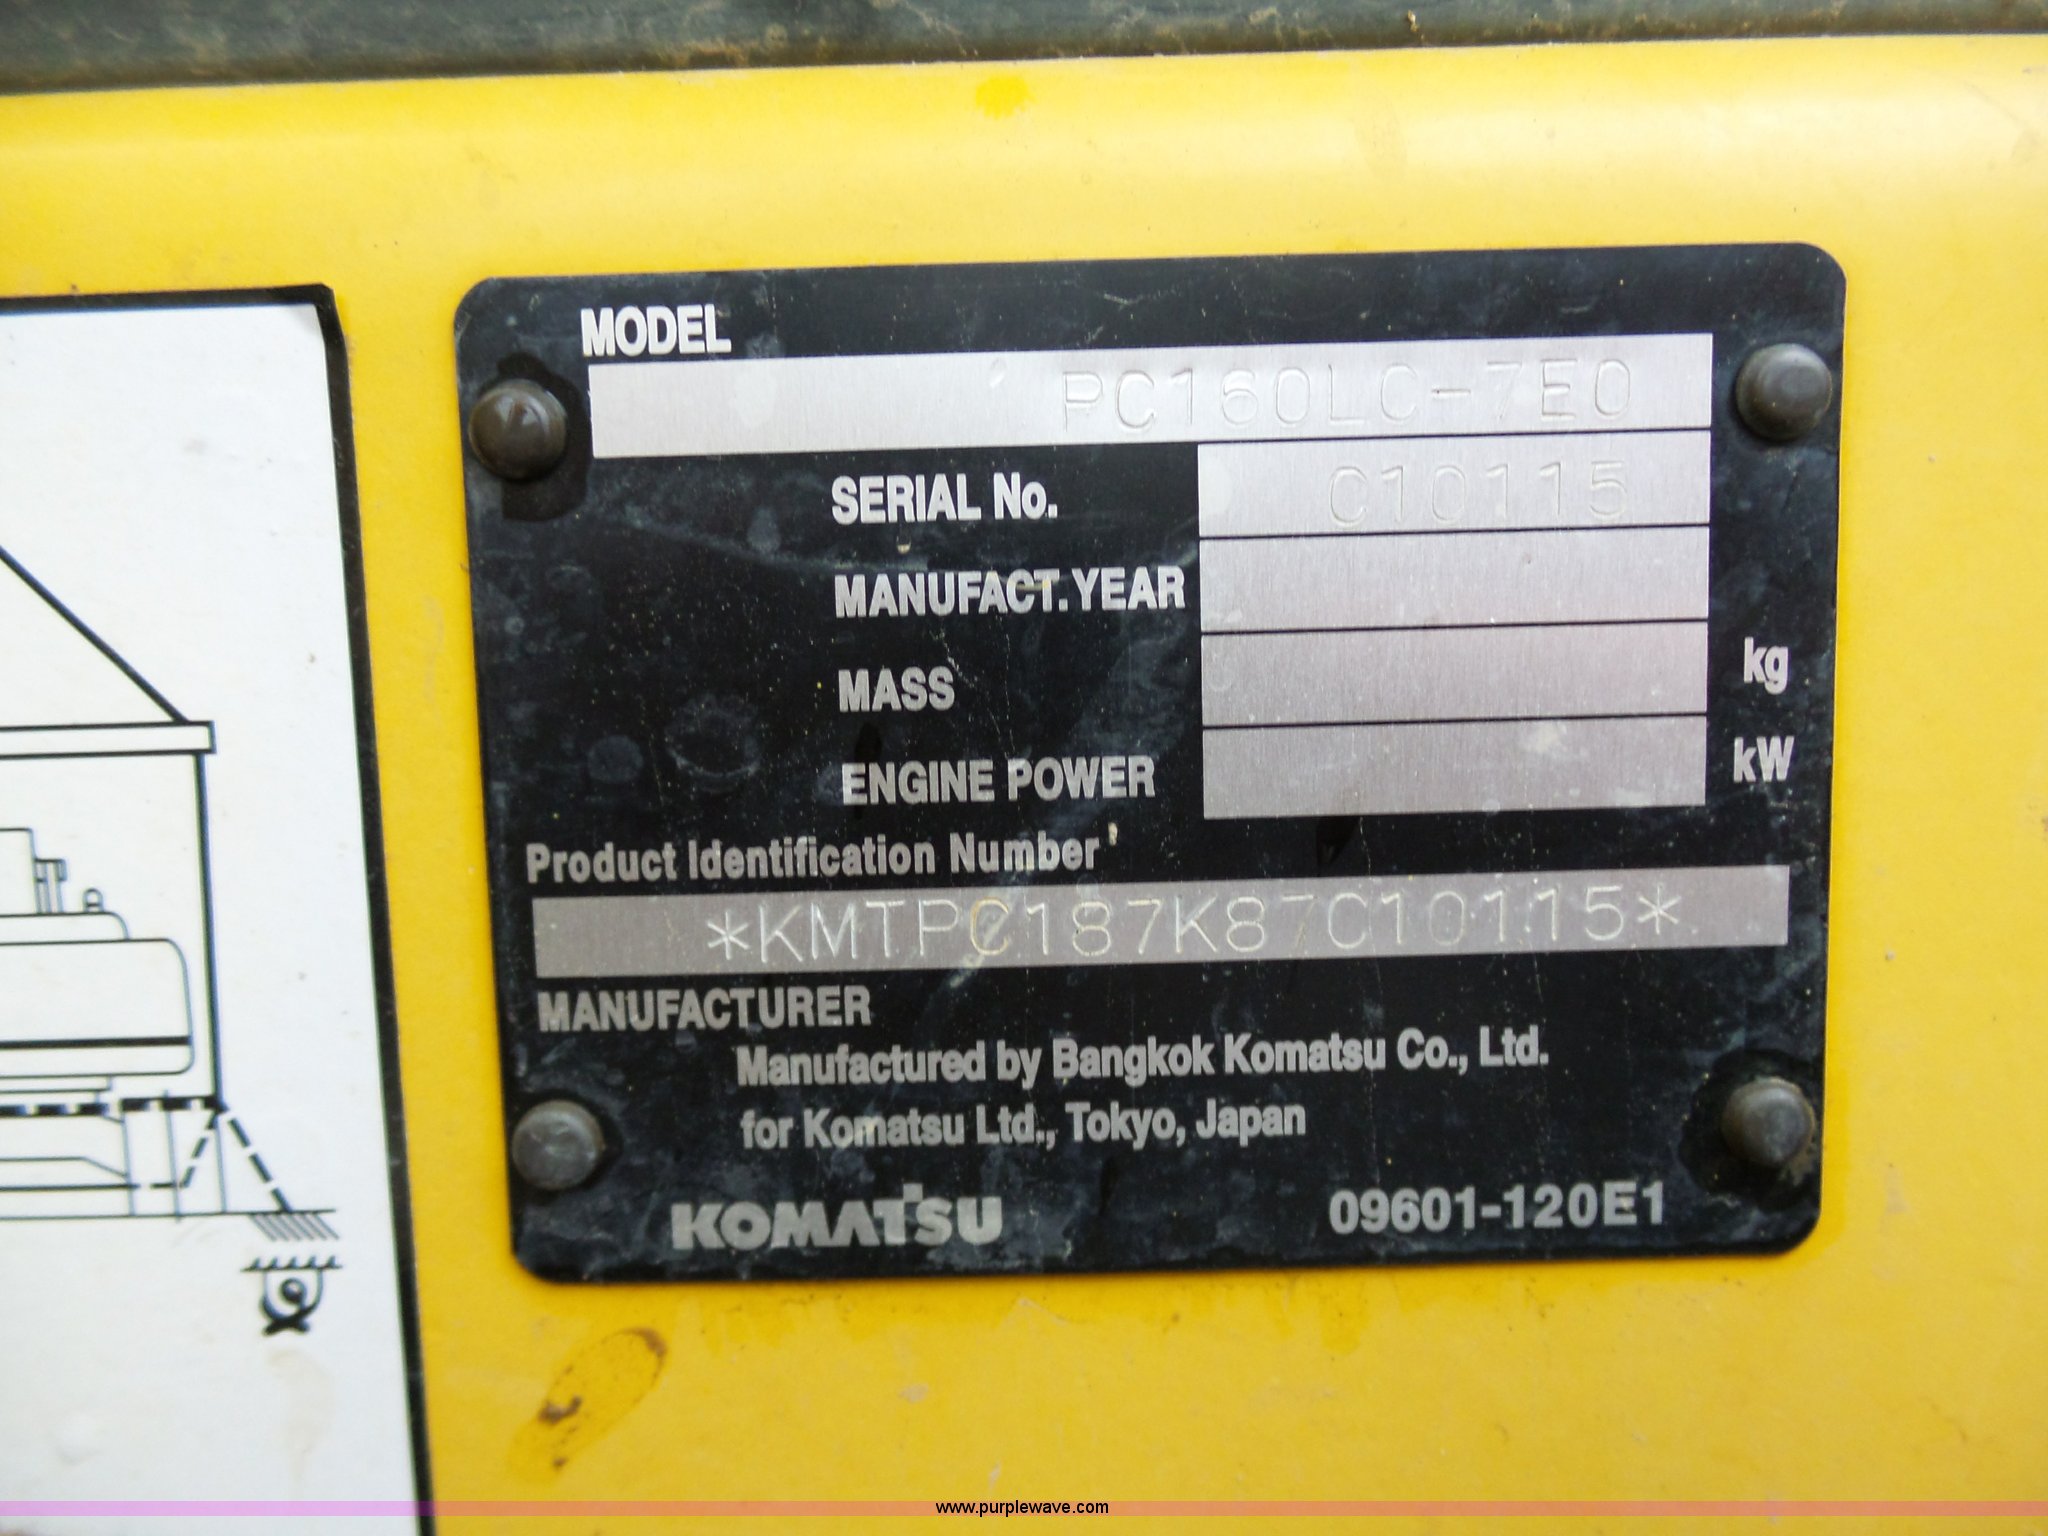 MODEL
PC160LC-7E0
SERIAL No. C10115
MANUFACT.YEAR
MASS kg
ENGINE POWER kW
Product Identification Number
*KMTPC187K87C10115*
MANUFACTURER
Manufactured by Bangkok Komatsu Co., Ltd.
for Komatsu Ltd., Tokyo, Japan
KOMATSU 09601-120E1
www.purplewave.com